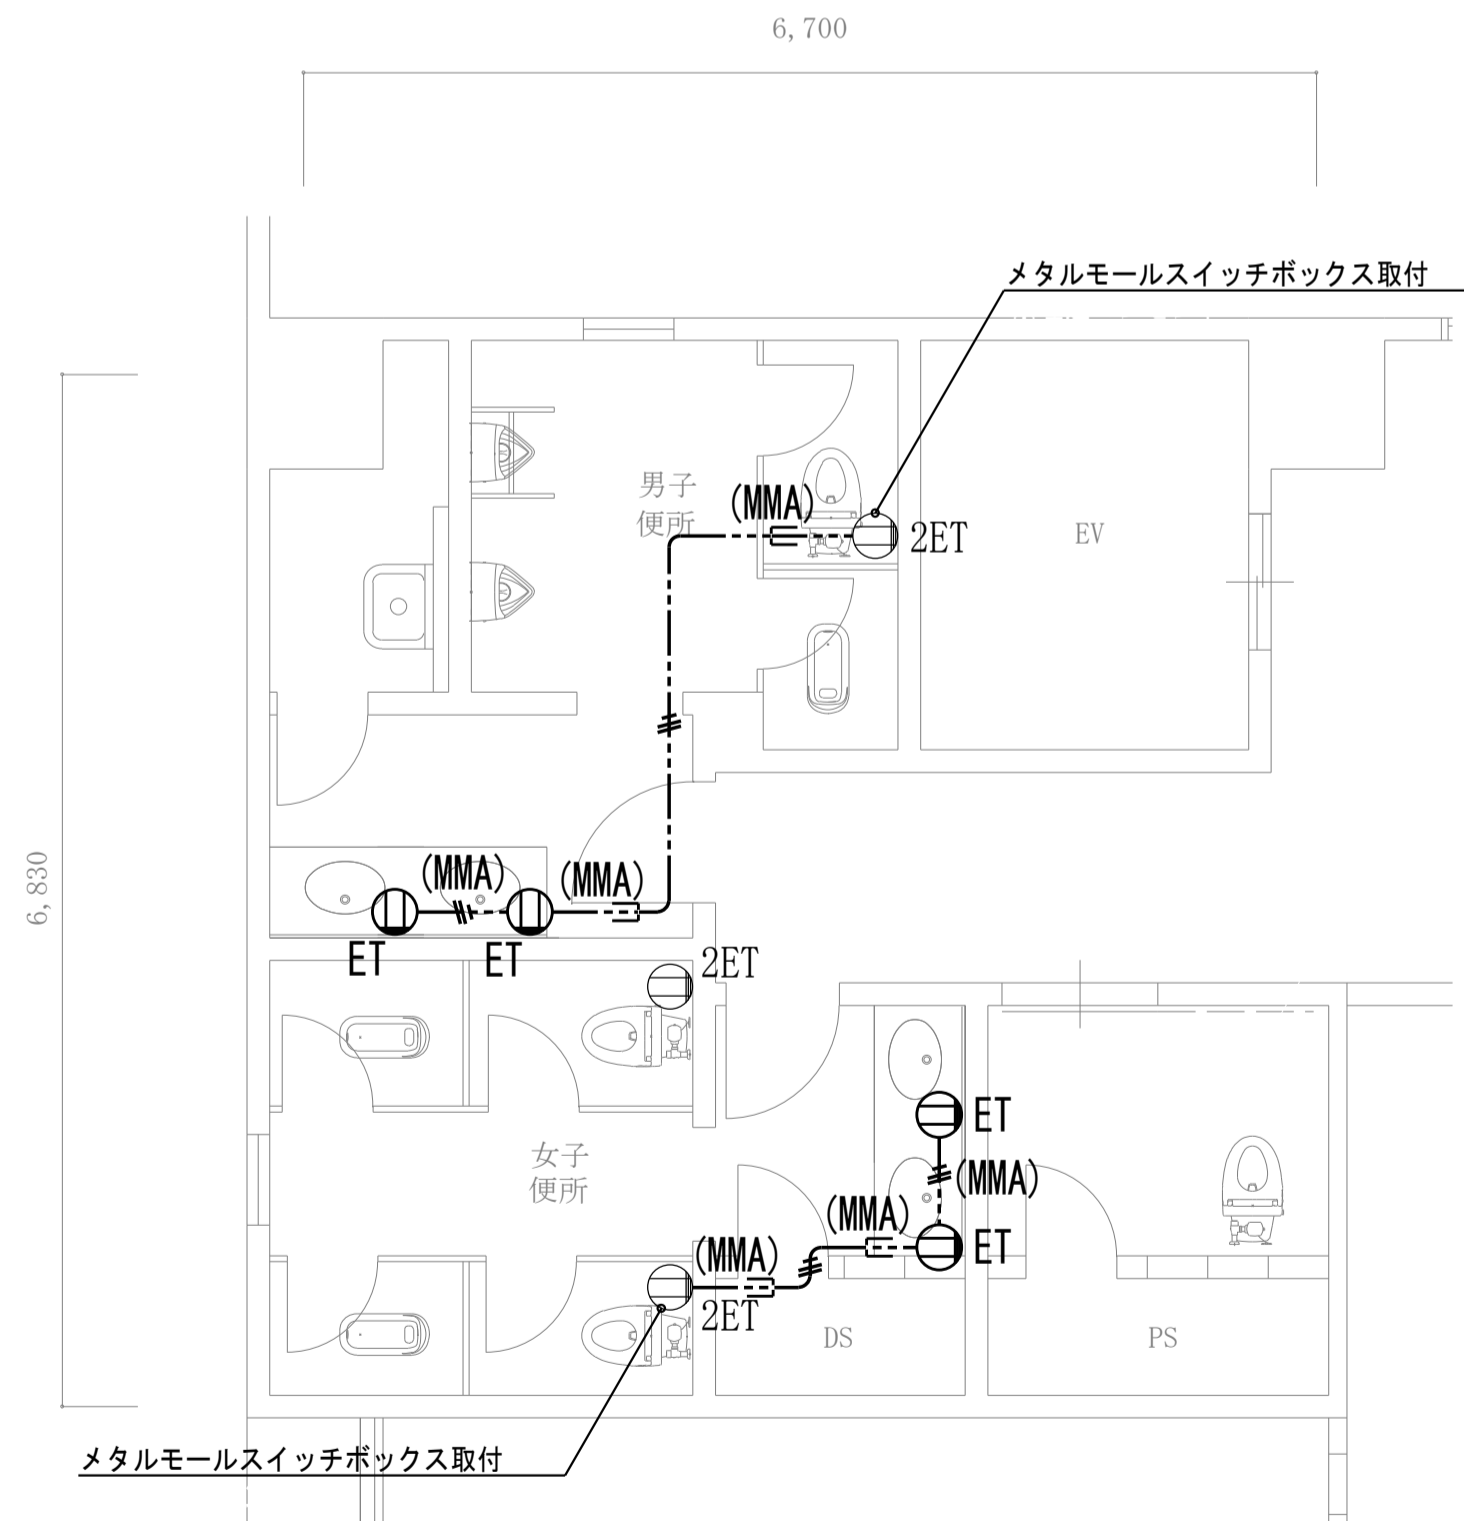 6,700
メタルモールスイッチボックス取付
男子
便所
(MMA)
2ET
EV
6,830
(MMA)
(MMA)
ET
ET
2ET
ET
女子
便所
(MMA)
(MMA)
(MMA)
ET
2ET
DS
PS
メタルモールスイッチボックス取付